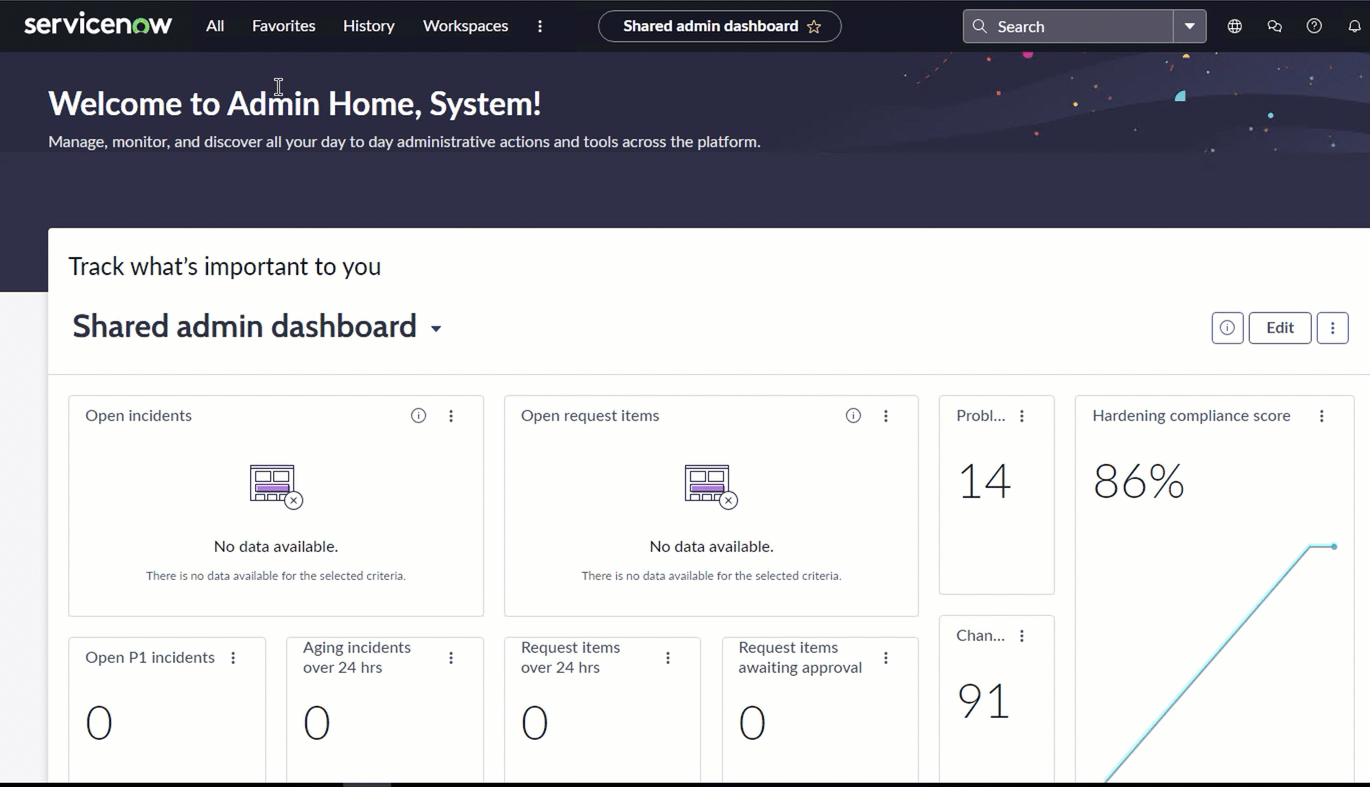 servicenow All Favorites History Workspaces Shared admin dashboard Search
Welcome to Admin Home, System!
Manage, monitor, and discover all your day to day administrative actions and tools across the platform.
Track what's important to you
Shared admin dashboard
Edit
Open incidents
No data available.
There is no data available for the selected criteria.
Open request items
No data available.
There is no data available for the selected criteria.
Probl...
14
Hardening compliance score
86%
Open P1 incidents
0
Aging incidents
over 24 hrs
0
Request items
over 24 hrs
0
Request items
awaiting approval
0
Chan...
91